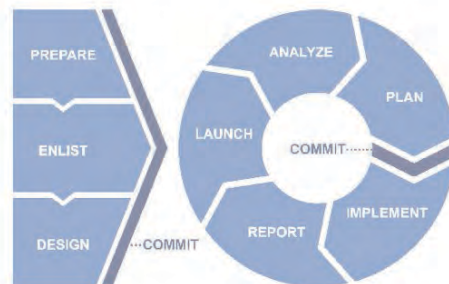 PREPARE
ENLIST
DESIGN
COMMIT
ANALYZE
PLAN
LAUNCH
COMMIT
IMPLEMENT
REPORT